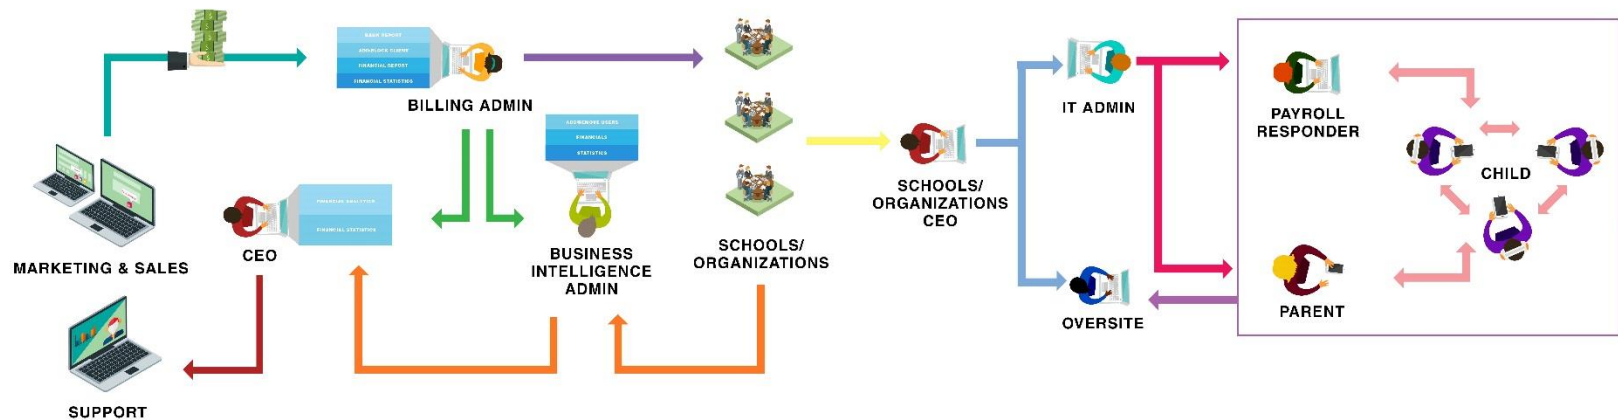 BANK REPORT
FINANCIAL REPORT
FINANCIAL STATISTICS
BILLING ADMIN
FINANCIALS
STATISTICS
BUSINESS
INTELLIGENCE
ADMIN
FINANCIAL STATISTICS
CEO
MARKETING & SALES
SUPPORT
SCHOOLS/
ORGANIZATIONS
SCHOOLS/
ORGANIZATIONS
CEO
IT ADMIN
OVERSITE
PAYROLL
RESPONDER
CHILD
PARENT